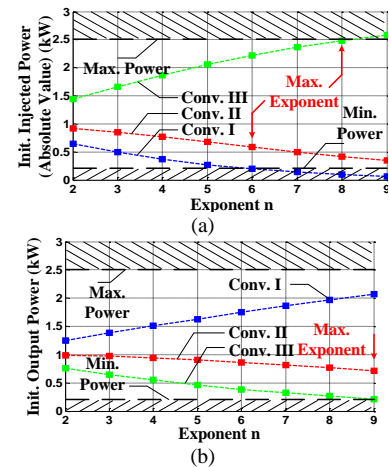 Init. Injected Power
(Absolute Value) (kW)
3
2.5
2
1.5
1
0.5
0
Max. Power
Conv. III
Conv. II
Conv. I
Max.
Exponent
Min.
Power
2 3 4 5 6 7 8 9
Exponent n
(a)
Init. Output Power (kW)
3
2.5
2
1.5
1
0.5
0
Max.
Power
Conv. I
Conv. II
Conv. III
Min.
Power
Max.
Exponent
2 3 4 5 6 7 8 9
Exponent n
(b)